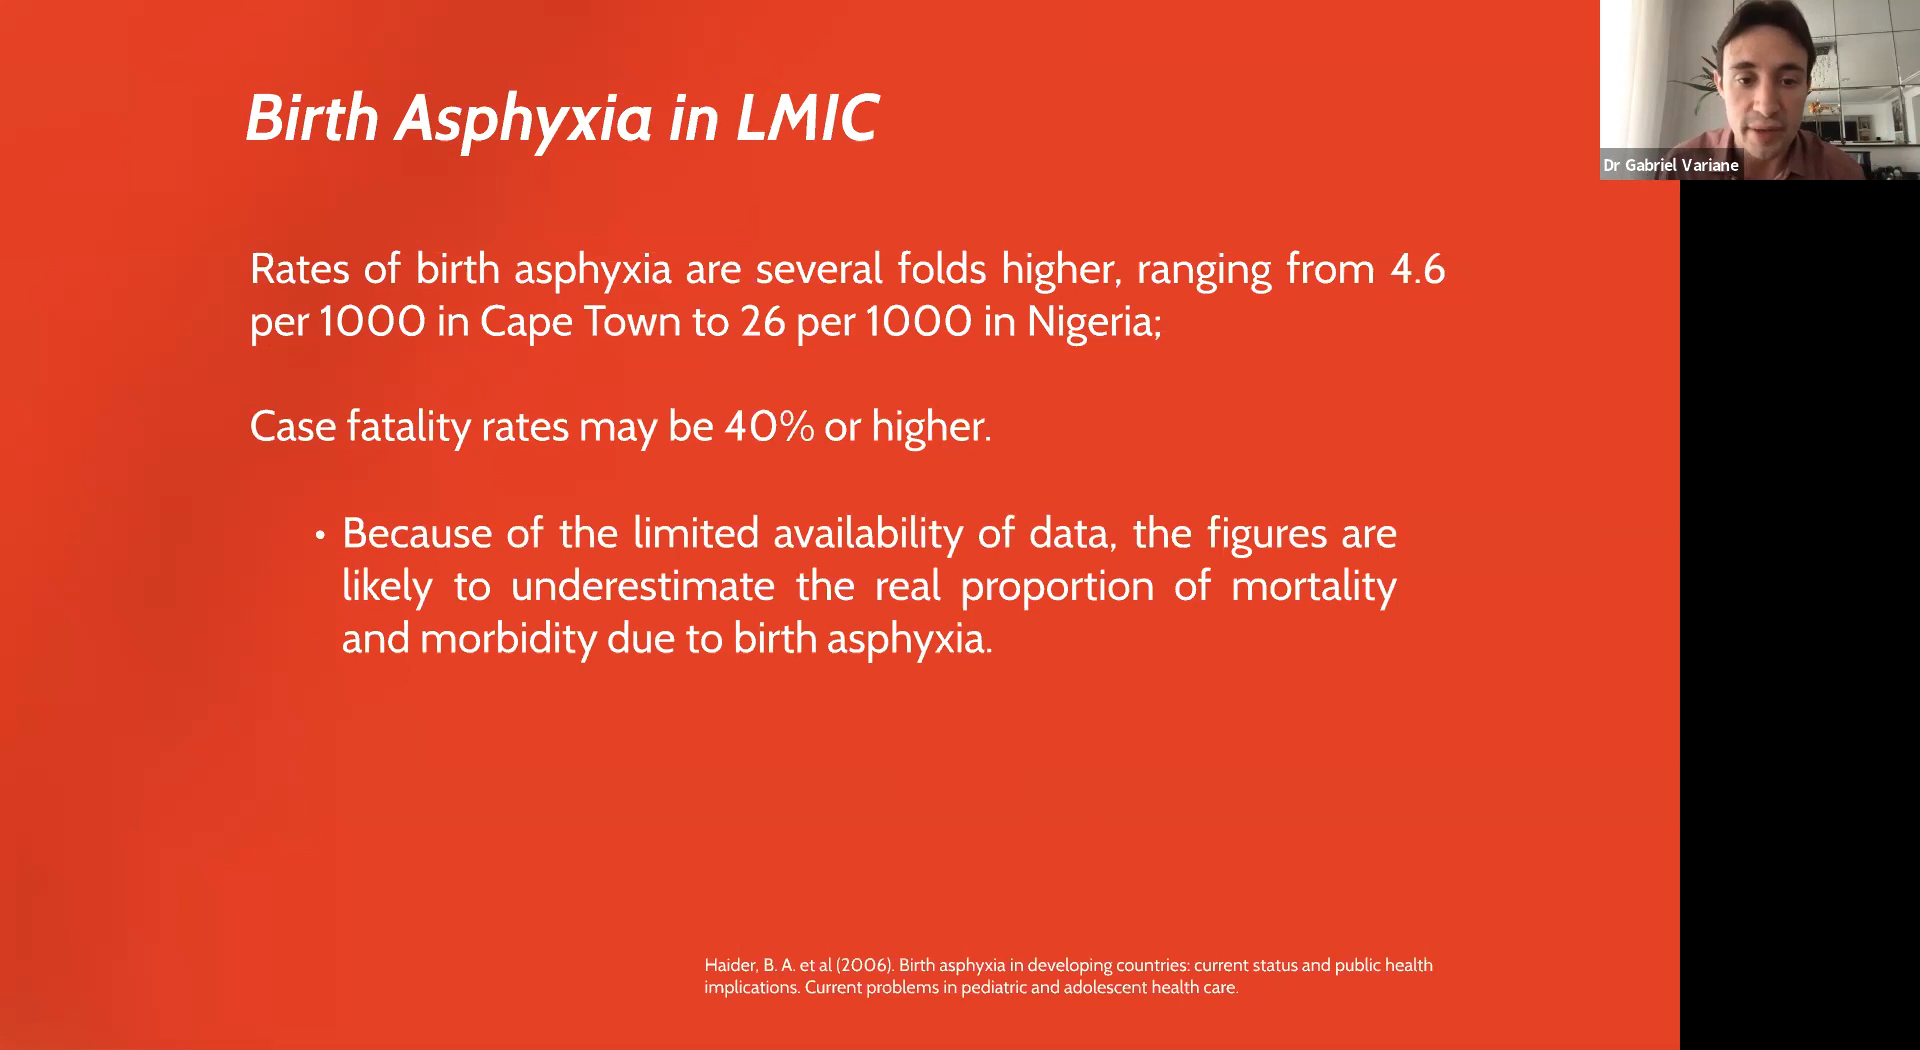 Birth Asphyxia in LMIC
Dr Gabriel Variane
Rates of birth asphyxia are several folds higher, ranging from 4.6
per 1000 in Cape Town to 26 per 1000 in Nigeria;
Case fatality rates may be 40% or higher.
• Because of the limited availability of data, the figures are
likely to underestimate the real proportion of mortality
and morbidity due to birth asphyxia.
Haider, B. A. et al (2006). Birth asphyxia in developing countries: current status and public health
implications. Current problems in pediatric and adolescent health care.